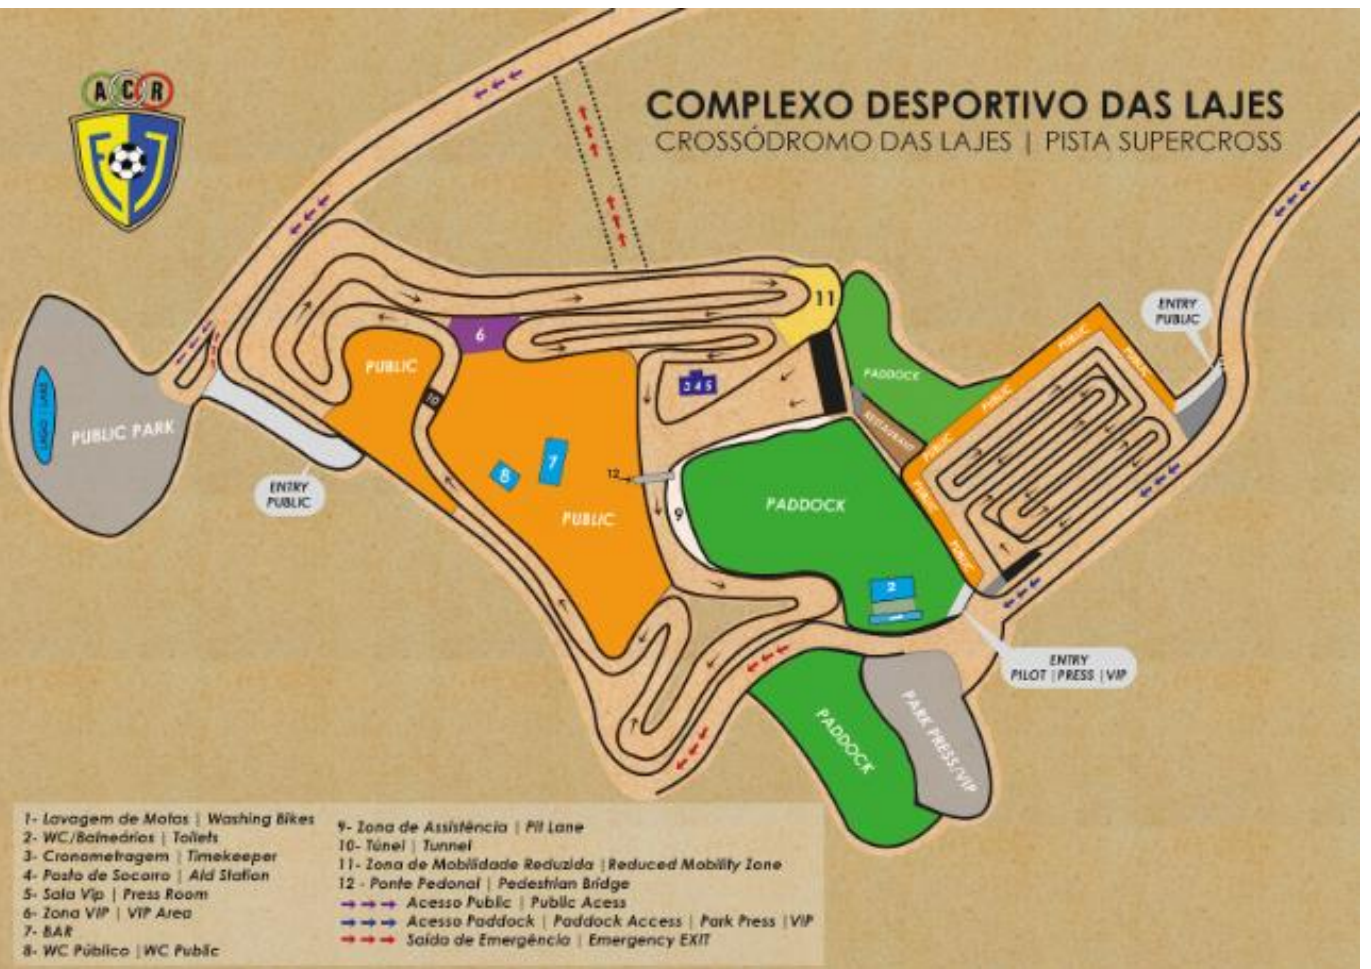 ACR
COMPLEXO DESPORTIVO DAS LAJES
CROSSÓDROMO DAS LAJES | PISTA SUPERCROSS
ENTRY
PUBLIC
11
6
PUBLIC
PUBLIC
PUBLIC
PADDOCK
3 4 5
PUBLIC
PUBLIC
10
RESTAURANT
LAGO | LAKE
PUBLIC PARK
ENTRY
PUBLIC
8
7
12
PUBLIC
9
PADDOCK
PUBLIC
PUBLIC
2
1
ENTRY
PILOT | PRESS | VIP
PADDOCK
PARK PRESS/VIP
1- Lavagem de Motas | Washing Bikes
2- WC/Balneários | Toilets
3- Cronometragem | Timekeeper
4- Posto de Socorro | Aid Station
5- Sala Vip | Press Room
6- Zona VIP | VIP Area
7- BAR
8- WC Público | WC Public
9- Zona de Assistência | Pit Lane
10- Túnel | Tunnel
11- Zona de Mobilidade Reduzida | Reduced Mobility Zone
12 - Ponte Pedonal | Pedestrian Bridge
Acesso Public | Public Acess
Acesso Paddock | Paddock Access | Park Press | VIP
Saída de Emergência | Emergency EXIT